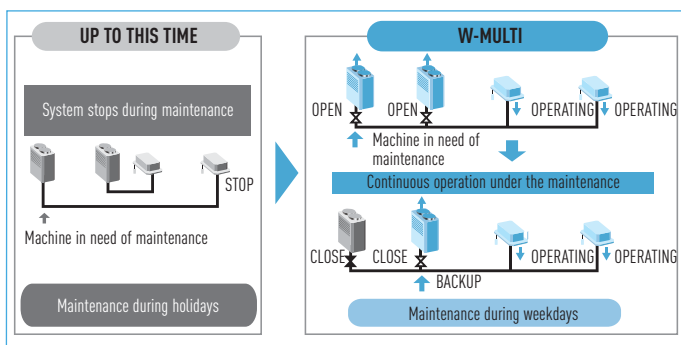 UP TO THIS TIME
System stops during maintenance
STOP
Machine in need of maintenance
Maintenance during holidays
W-MULTI
OPEN
OPEN
OPERATING
OPERATING
Machine in need of
maintenance
Continuous operation under the maintenance
CLOSE
CLOSE
OPERATING
OPERATING
BACKUP
Maintenance during weekdays